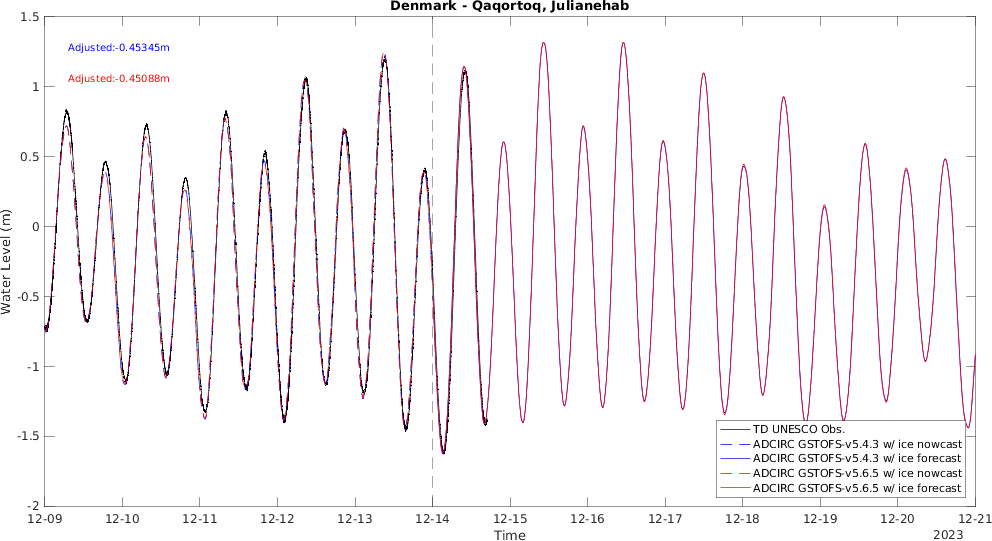 Denmark - Qaqortoq, Julianehab
Adjusted:-0.45345m
Adjusted:-0.45088m
Water Level (m)
1.5
1
0.5
0
-0.5
-1
-1.5
-2
TD UNESCO Obs.
ADCIRC GSTOFS-v5.4.3 w/ ice nowcast
ADCIRC GSTOFS-v5.4.3 w/ ice forecast
ADCIRC GSTOFS-v5.6.5 w/ ice nowcast
ADCIRC GSTOFS-v5.6.5 w/ ice forecast
12-09 12-10 12-11 12-12 12-13 12-14 12-15 12-16 12-17 12-18 12-19 12-20 12-21
Time
2023